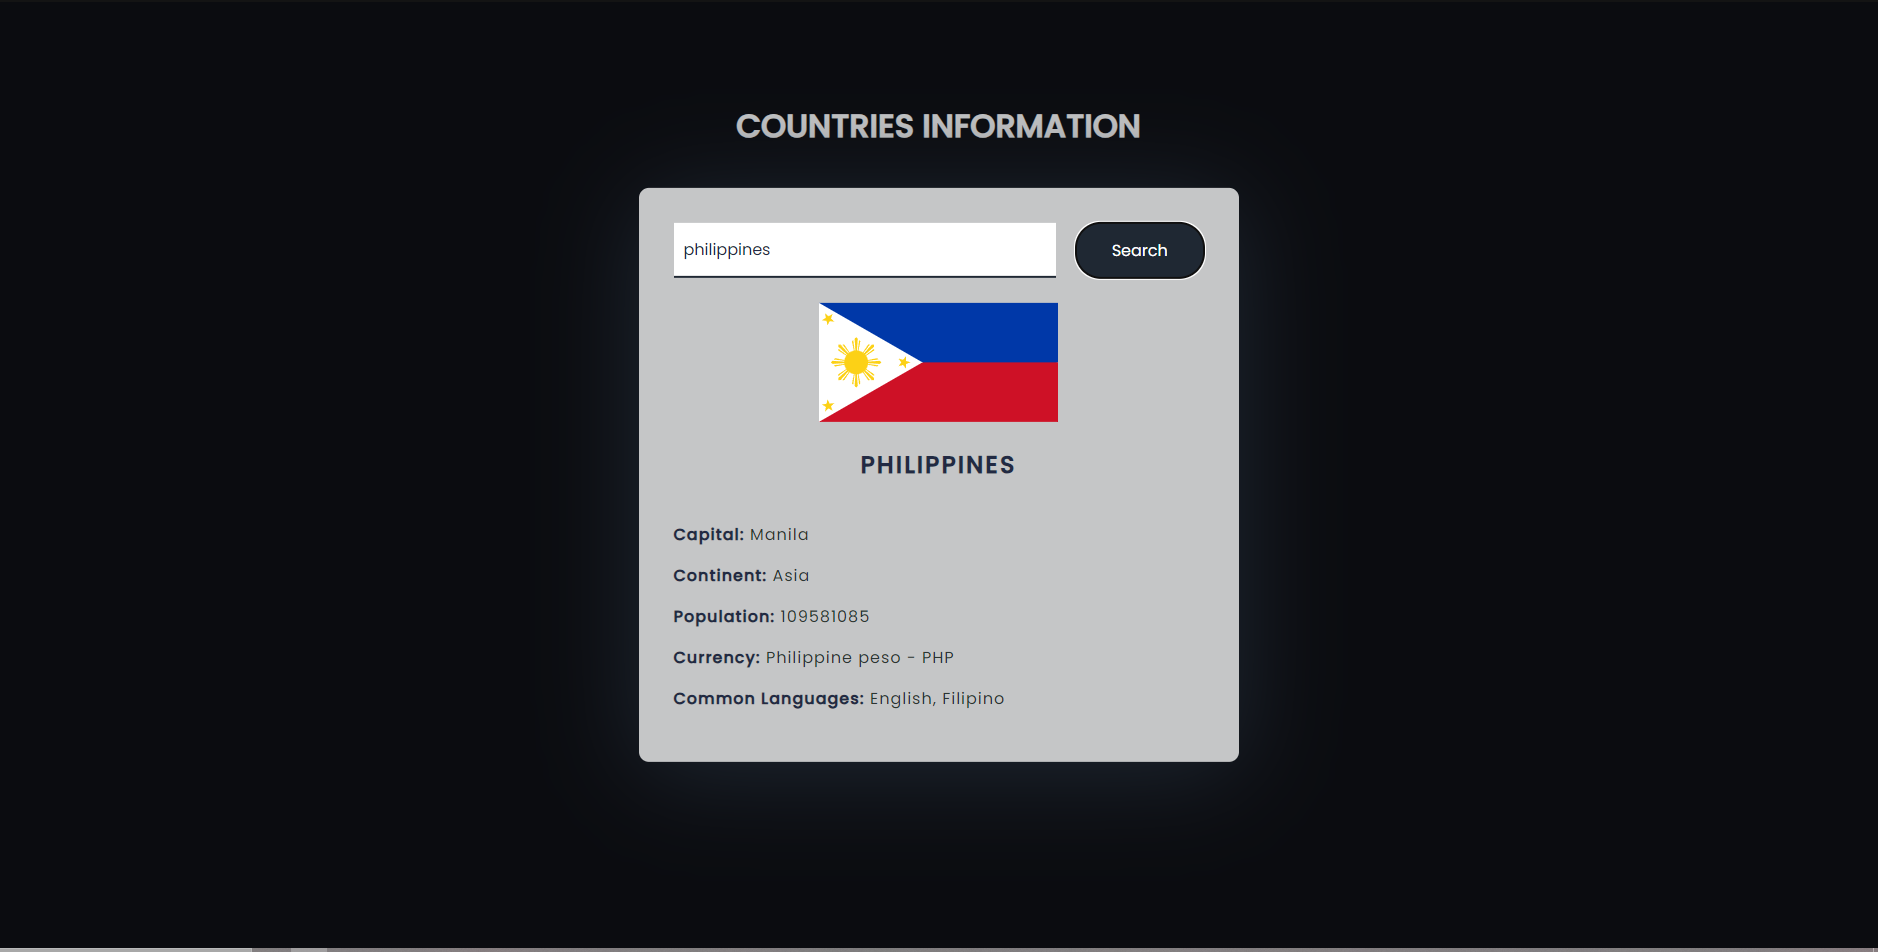 COUNTRIES INFORMATION
philippines
Search
PHILIPPINES
Capital: Manila
Continent: Asia
Population: 109581085
Currency: Philippine peso - PHP
Common Languages: English, Filipino